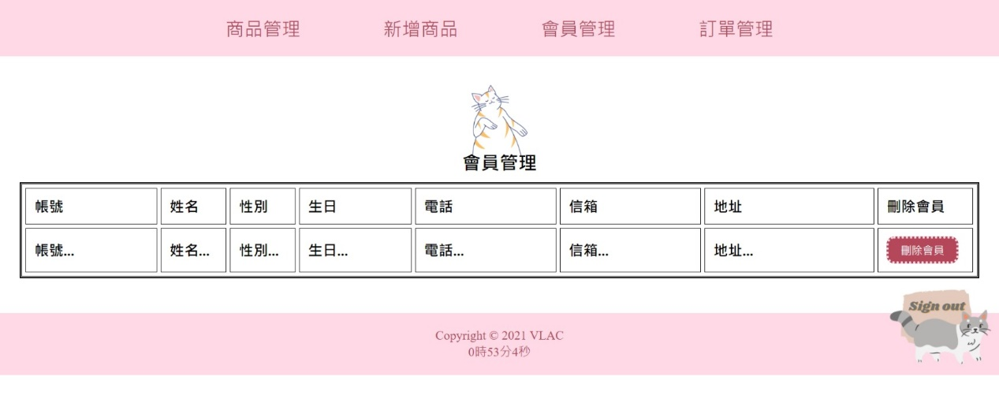 商品管理 新增商品 會員管理 訂單管理
會員管理
帳號 姓名 性別 生日 電話 信箱 地址 刪除會員
帳號... 姓名... 性別... 生日... 電話... 信箱... 地址... 刪除會員
Sign out
Copyright © 2021 VLAC
0時53分4秒